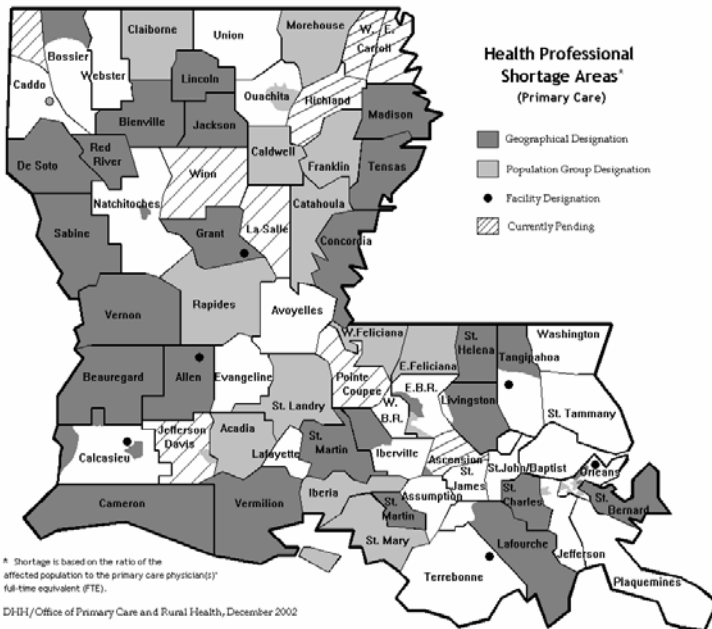 Health Professional
Shortage Areas*
(Primary Care)
Geographical Designation
Population Group Designation
Facility Designation
Currently Pending
Claiborne
Union
Morehouse
W. E.
Carroll
Bossier
Webster
Caddo
Lincoln
Ouachita
Richland
Madison
Bienville
Jackson
De Soto
Red
River
Winn
Caldwell
Franklin
Tensas
Natchitoches
Catahoula
Sabine
Grant
La Salle
Concordia
Vernon
Rapides
Avoyelles
W.Feliciana
E.Feliciana
St.
Helena
Tangipahoa
Washington
Beauregard
Allen
Evangeline
Pointe
Coupee
W.
B.R.
E.B.R.
Livingston
St. Tammany
St. Landry
Calcasieu
Jefferson
Davis
Acadia
Lafayette
St.
Martin
Iberville
Ascension
St.
James
St.John/Baptist
Orleans
Cameron
Vermilion
Iberia
St.
Martin
Assumption
St.
Charles
St.
Bernard
St. Mary
Lafourche
Jefferson
Terrebonne
Plaquemines
* Shortage is based on the ratio of the
affected population to the primary care physician(s)'
full-time equivalent (FTE).
DHH/Office of Primary Care and Rural Health, December 2002